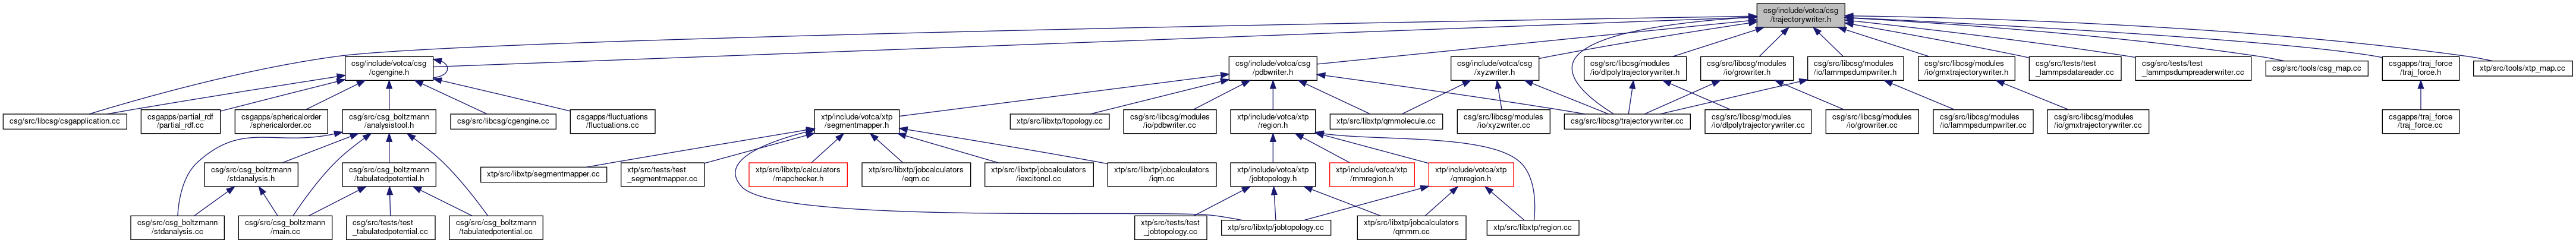 csg/include/votca/csg
/trajectorywriter.h
csg/include/votca/csg
/cgengine.h
csg/include/votca/csg
/pdbwriter.h
csg/include/votca/csg
/xyzwriter.h
csg/src/libcsg/modules
/io/dlpolytrajectorywriter.h
csg/src/libcsg/modules
/io/growriter.h
csg/src/libcsg/modules
/io/lammpsdumpwriter.h
csg/src/libcsg/modules
/io/gmxtrajectorywriter.h
csg/src/tests/test
_lammpsdatareader.cc
csg/src/tests/test
_lammpsdumpreaderwriter.cc
csg/src/tools/csg_map.cc
csgapps/traj_force
/traj_force.h
xtp/src/tools/xtp_map.cc
csg/src/libcsg/csgapplication.cc
csgapps/partial_rdf
/partial_rdf.cc
csgapps/sphericalorder
/sphericalorder.cc
csg/src/csg_boltzmann
/analysistool.h
csg/src/libcsg/cgengine.cc
csgapps/fluctuations
/fluctuations.cc
xtp/include/votca/xtp
/segmentmapper.h
xtp/src/libxtp/topology.cc
csg/src/libcsg/modules
/io/pdbwriter.cc
xtp/include/votca/xtp
/region.h
xtp/src/libxtp/qmmolecule.cc
csg/src/libcsg/modules
/io/xyzwriter.cc
csg/src/libcsg/trajectorywriter.cc
csg/src/libcsg/modules
/io/dlpolytrajectorywriter.cc
csg/src/libcsg/modules
/io/growriter.cc
csg/src/libcsg/modules
/io/lammpsdumpwriter.cc
csg/src/libcsg/modules
/io/gmxtrajectorywriter.cc
csgapps/traj_force
/traj_force.cc
csg/src/csg_boltzmann
/stdanalysis.h
csg/src/csg_boltzmann
/tabulatedpotential.h
xtp/src/libxtp/segmentmapper.cc
xtp/src/tests/test
_segmentmapper.cc
xtp/src/libxtp/calculators
/mapchecker.h
xtp/src/libxtp/jobcalculators
/eqm.cc
xtp/src/libxtp/jobcalculators
/iexcitoncl.cc
xtp/src/libxtp/jobcalculators
/iqm.cc
xtp/include/votca/xtp
/jobtopology.h
xtp/include/votca/xtp
/mmregion.h
xtp/include/votca/xtp
/qmregion.h
csg/src/csg_boltzmann
/stdanalysis.cc
csg/src/csg_boltzmann
/main.cc
csg/src/tests/test
_tabulatedpotential.cc
csg/src/csg_boltzmann
/tabulatedpotential.cc
xtp/src/tests/test
_jobtopology.cc
xtp/src/libxtp/jobtopology.cc
xtp/src/libxtp/jobcalculators
/qmmm.cc
xtp/src/libxtp/region.cc